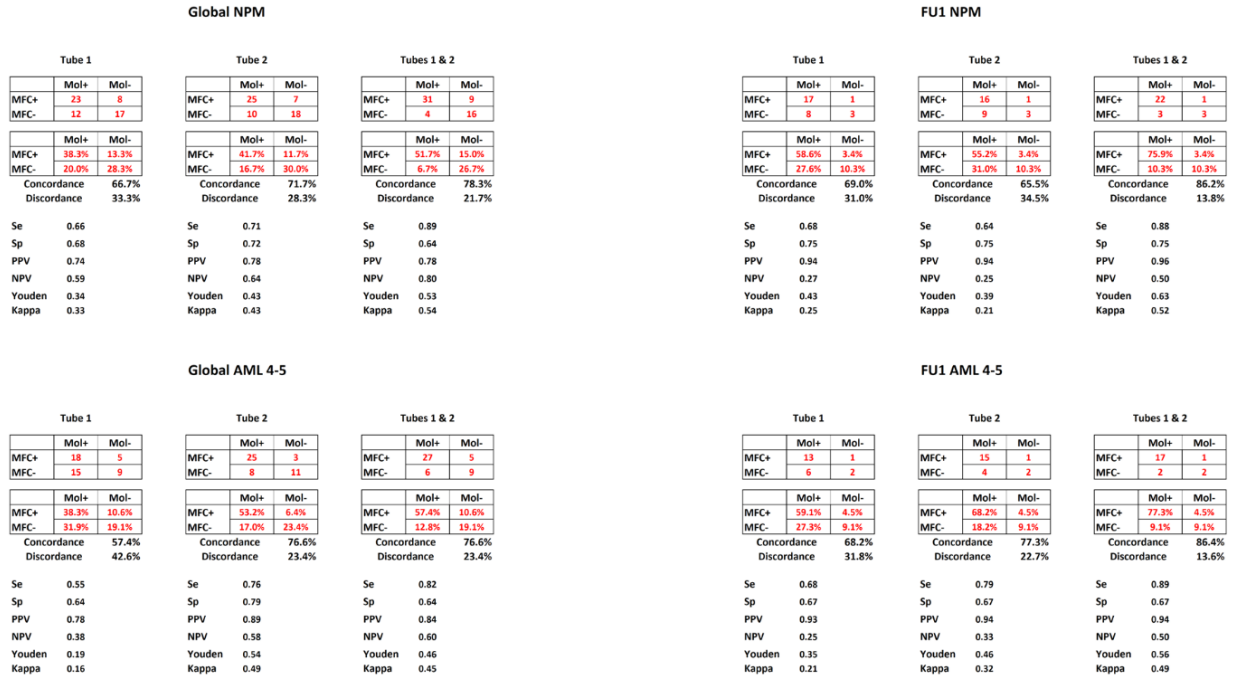 Global NPM FU1 NPM
Tube 1 Tube 2 Tubes 1 & 2 Tube 1 Tube 2 Tubes 1 & 2
Mol+ Mol- Mol+ Mol- Mol+ Mol- Mol+ Mol- Mol+ Mol- Mol+ Mol-
MFC+ 23 8 MFC+ 25 7 MFC+ 31 9 MFC+ 17 1 MFC+ 16 1 MFC+ 22 1
MFC- 12 17 MFC- 10 18 MFC- 4 16 MFC- 8 3 MFC- 9 3 MFC- 3 3
Mol+ Mol- Mol+ Mol- Mol+ Mol- Mol+ Mol- Mol+ Mol- Mol+ Mol-
MFC+ 38.3% 13.3% MFC+ 41.7% 11.7% MFC+ 51.7% 15.0% MFC+ 58.6% 3.4% MFC+ 55.2% 3.4% MFC+ 75.9% 3.4%
MFC- 20.0% 28.3% MFC- 16.7% 30.0% MFC- 6.7% 26.7% MFC- 27.6% 10.3% MFC- 31.0% 10.3% MFC- 10.3% 10.3%
Concordance 66.7% Concordance 71.7% Concordance 78.3% Concordance 69.0% Concordance 65.5% Concordance 86.2%
Discordance 33.3% Discordance 28.3% Discordance 21.7% Discordance 31.0% Discordance 34.5% Discordance 13.8%
Se 0.66 Se 0.71 Se 0.89 Se 0.68 Se 0.64 Se 0.88
Sp 0.68 Sp 0.72 Sp 0.64 Sp 0.75 Sp 0.75 Sp 0.75
PPV 0.74 PPV 0.78 PPV 0.78 PPV 0.94 PPV 0.94 PPV 0.96
NPV 0.59 NPV 0.64 NPV 0.80 NPV 0.27 NPV 0.25 NPV 0.50
Youden 0.34 Youden 0.43 Youden 0.53 Youden 0.43 Youden 0.39 Youden 0.63
Kappa 0.33 Kappa 0.43 Kappa 0.54 Kappa 0.25 Kappa 0.21 Kappa 0.52
Global AML 4-5 FU1 AML 4-5
Tube 1 Tube 2 Tubes 1 & 2 Tube 1 Tube 2 Tubes 1 & 2
Mol+ Mol- Mol+ Mol- Mol+ Mol- Mol+ Mol- Mol+ Mol- Mol+ Mol-
MFC+ 18 5 MFC+ 25 3 MFC+ 27 5 MFC+ 13 1 MFC+ 15 1 MFC+ 17 1
MFC- 15 9 MFC- 8 11 MFC- 6 9 MFC- 6 2 MFC- 4 2 MFC- 2 2
Mol+ Mol- Mol+ Mol- Mol+ Mol- Mol+ Mol- Mol+ Mol- Mol+ Mol-
MFC+ 38.3% 10.6% MFC+ 53.2% 6.4% MFC+ 57.4% 10.6% MFC+ 59.1% 4.5% MFC+ 68.2% 4.5% MFC+ 77.3% 4.5%
MFC- 31.9% 19.1% MFC- 17.0% 23.4% MFC- 12.8% 19.1% MFC- 27.3% 9.1% MFC- 18.2% 9.1% MFC- 9.1% 9.1%
Concordance 57.4% Concordance 76.6% Concordance 76.6% Concordance 68.2% Concordance 77.3% Concordance 86.4%
Discordance 42.6% Discordance 23.4% Discordance 23.4% Discordance 31.8% Discordance 22.7% Discordance 13.6%
Se 0.55 Se 0.76 Se 0.82 Se 0.68 Se 0.79 Se 0.89
Sp 0.64 Sp 0.79 Sp 0.64 Sp 0.67 Sp 0.67 Sp 0.67
PPV 0.78 PPV 0.89 PPV 0.84 PPV 0.93 PPV 0.94 PPV 0.94
NPV 0.38 NPV 0.58 NPV 0.60 NPV 0.25 NPV 0.33 NPV 0.50
Youden 0.19 Youden 0.54 Youden 0.46 Youden 0.35 Youden 0.46 Youden 0.56
Kappa 0.16 Kappa 0.49 Kappa 0.45 Kappa 0.21 Kappa 0.32 Kappa 0.49